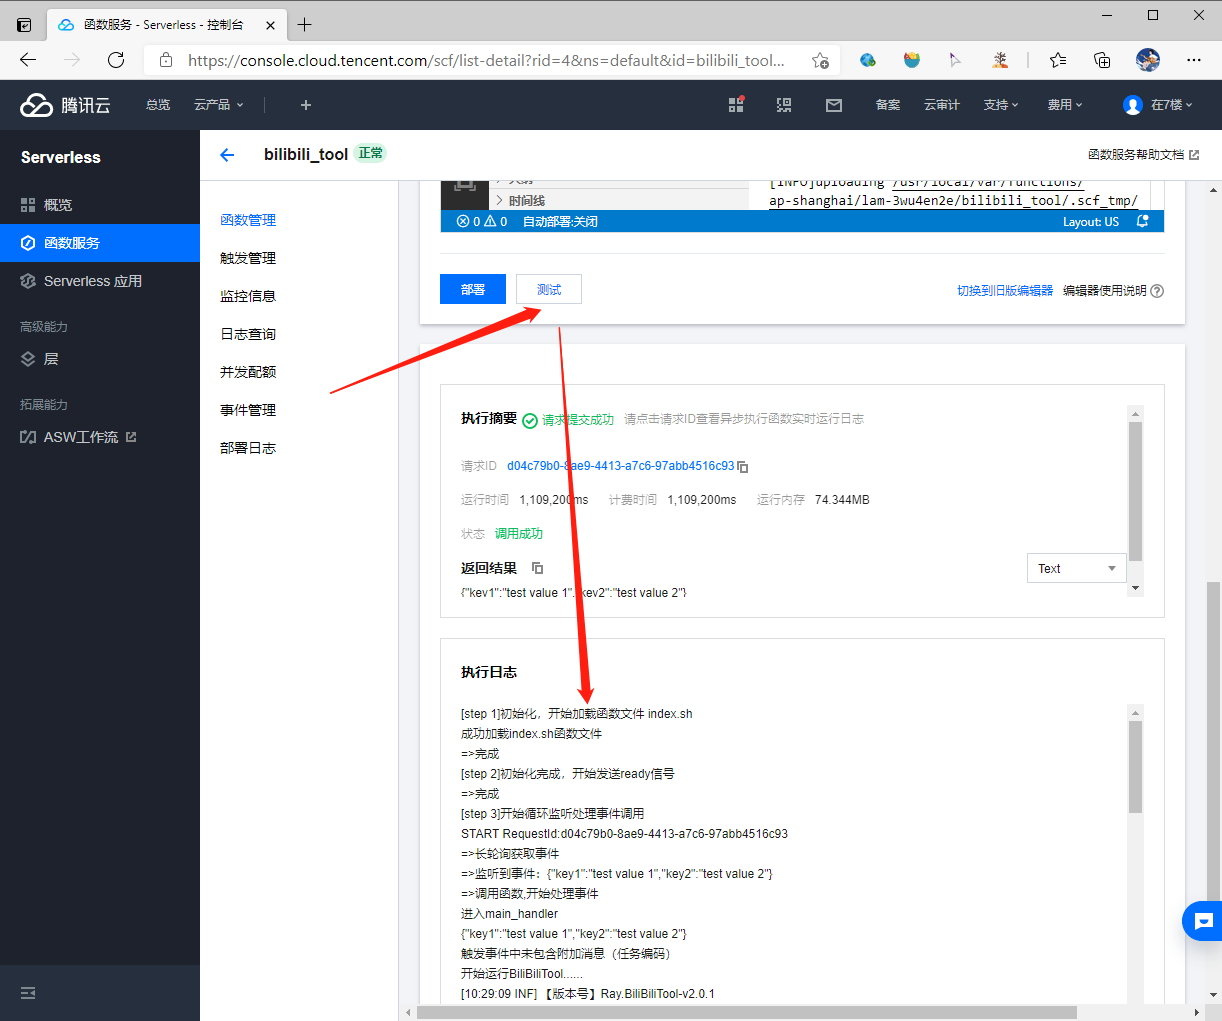 函数服务 - Serverless - 控制台
https://console.cloud.tencent.com/scf/list-detail?rid=4&ns=default&id=bilibili_tool...
腾讯云 总览 云产品 备案 云审计 支持 费用 在7楼
Serverless
概览
函数服务
Serverless 应用
高级能力
层
拓展能力
ASW工作流
bilibili_tool 正常 函数服务帮助文档
函数管理
触发管理
监控信息
日志查询
并发配额
事件管理
部署日志
[INFO]uploading /usr/local/var/functions/
时间线 ap-shanghai/lam-3wu4en2e/bilibili_tool/.scf_tmp/
0 0 自动部署:关闭 Layout: US
部署 测试 切换到旧版编辑器 编辑器使用说明
执行摘要 请求提交成功 请点击请求ID查看异步执行函数实时运行日志
请求ID d04c79b0-8ae9-4413-a7c6-97abb4516c93
运行时间 1,109,200ms 计费时间 1,109,200ms 运行内存 74.344MB
状态 调用成功
返回结果 Text
{"key1":"test value 1","key2":"test value 2"}
执行日志
[step 1]初始化，开始加载函数文件 index.sh
成功加载index.sh函数文件
=>完成
[step 2]初始化完成，开始发送ready信号
=>完成
[step 3]开始循环监听处理事件调用
START RequestId:d04c79b0-8ae9-4413-a7c6-97abb4516c93
=>长轮询获取事件
=>监听到事件：{"key1":"test value 1","key2":"test value 2"}
=>调用函数,开始处理事件
进入main_handler
{"key1":"test value 1","key2":"test value 2"}
触发事件中未包含附加消息（任务编码）
开始运行BiliBiliTool......
[10:29:09 INF] 【版本号】Ray.BiliBiliTool-v2.0.1